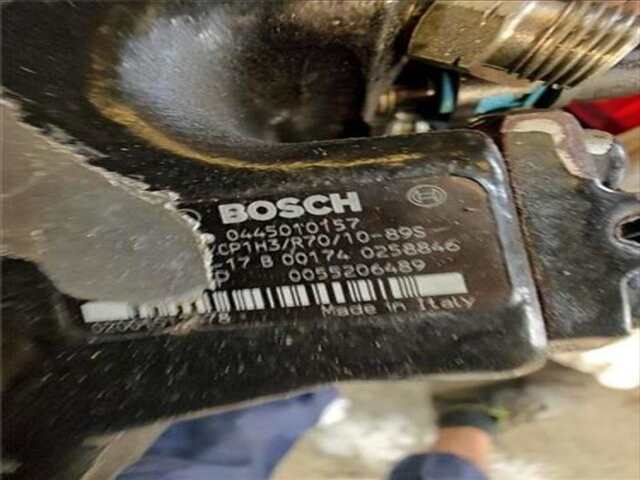 BOSCH
0445010157
CP1H3/R70/10-89S
17 B 00174 0258846
P 0055206489
Made in Italy